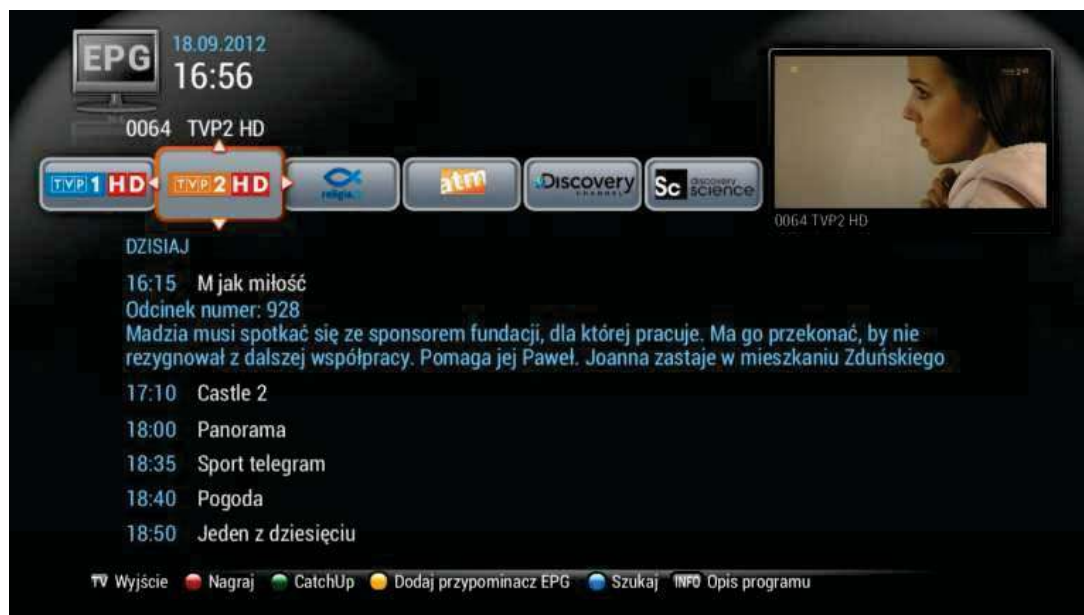 EPG
18.09.2012
16:56
0064 TVP2 HD
TVP 1 HD
TVP 2 HD
religia.
atm
Discovery
CHANNEL
Sc discovery science
0064 TVP2 HD
DZISIAJ
16:15 M jak miłość
Odcinek numer: 928
Madzia musi spotkać się ze sponsorem fundacji, dla której pracuje. Ma go przekonać, by nie
rezygnował z dalszej współpracy. Pomaga jej Paweł. Joanna zastaje w mieszkaniu Zduńskiego
17:10 Castle 2
18:00 Panorama
18:35 Sport telegram
18:40 Pogoda
18:50 Jeden z dziesięciu
TV Wyjście Nagraj CatchUp Dodaj przypominacz EPG Szukaj INFO Opis programu